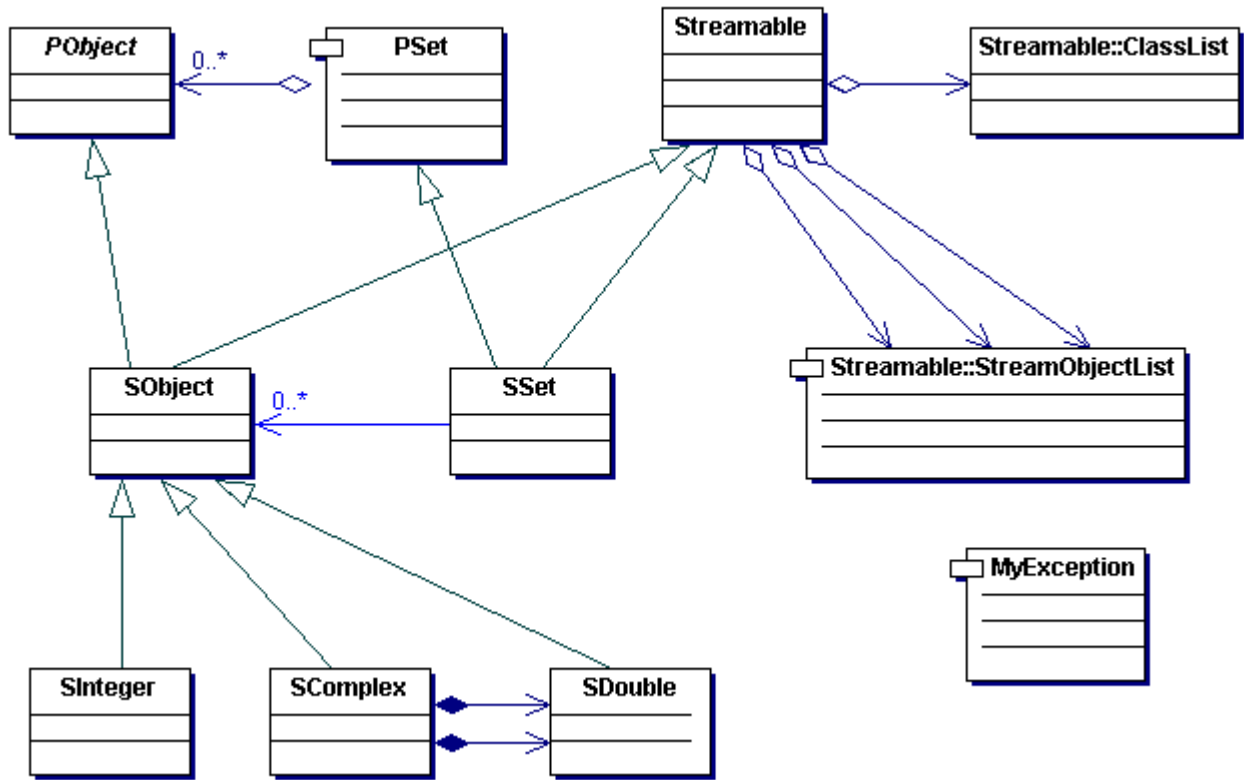 PObject
PSet
Streamable
Streamable::ClassList
0..*
SObject
SSet
Streamable::StreamObjectList
0..*
MyException
SInteger
SComplex
SDouble